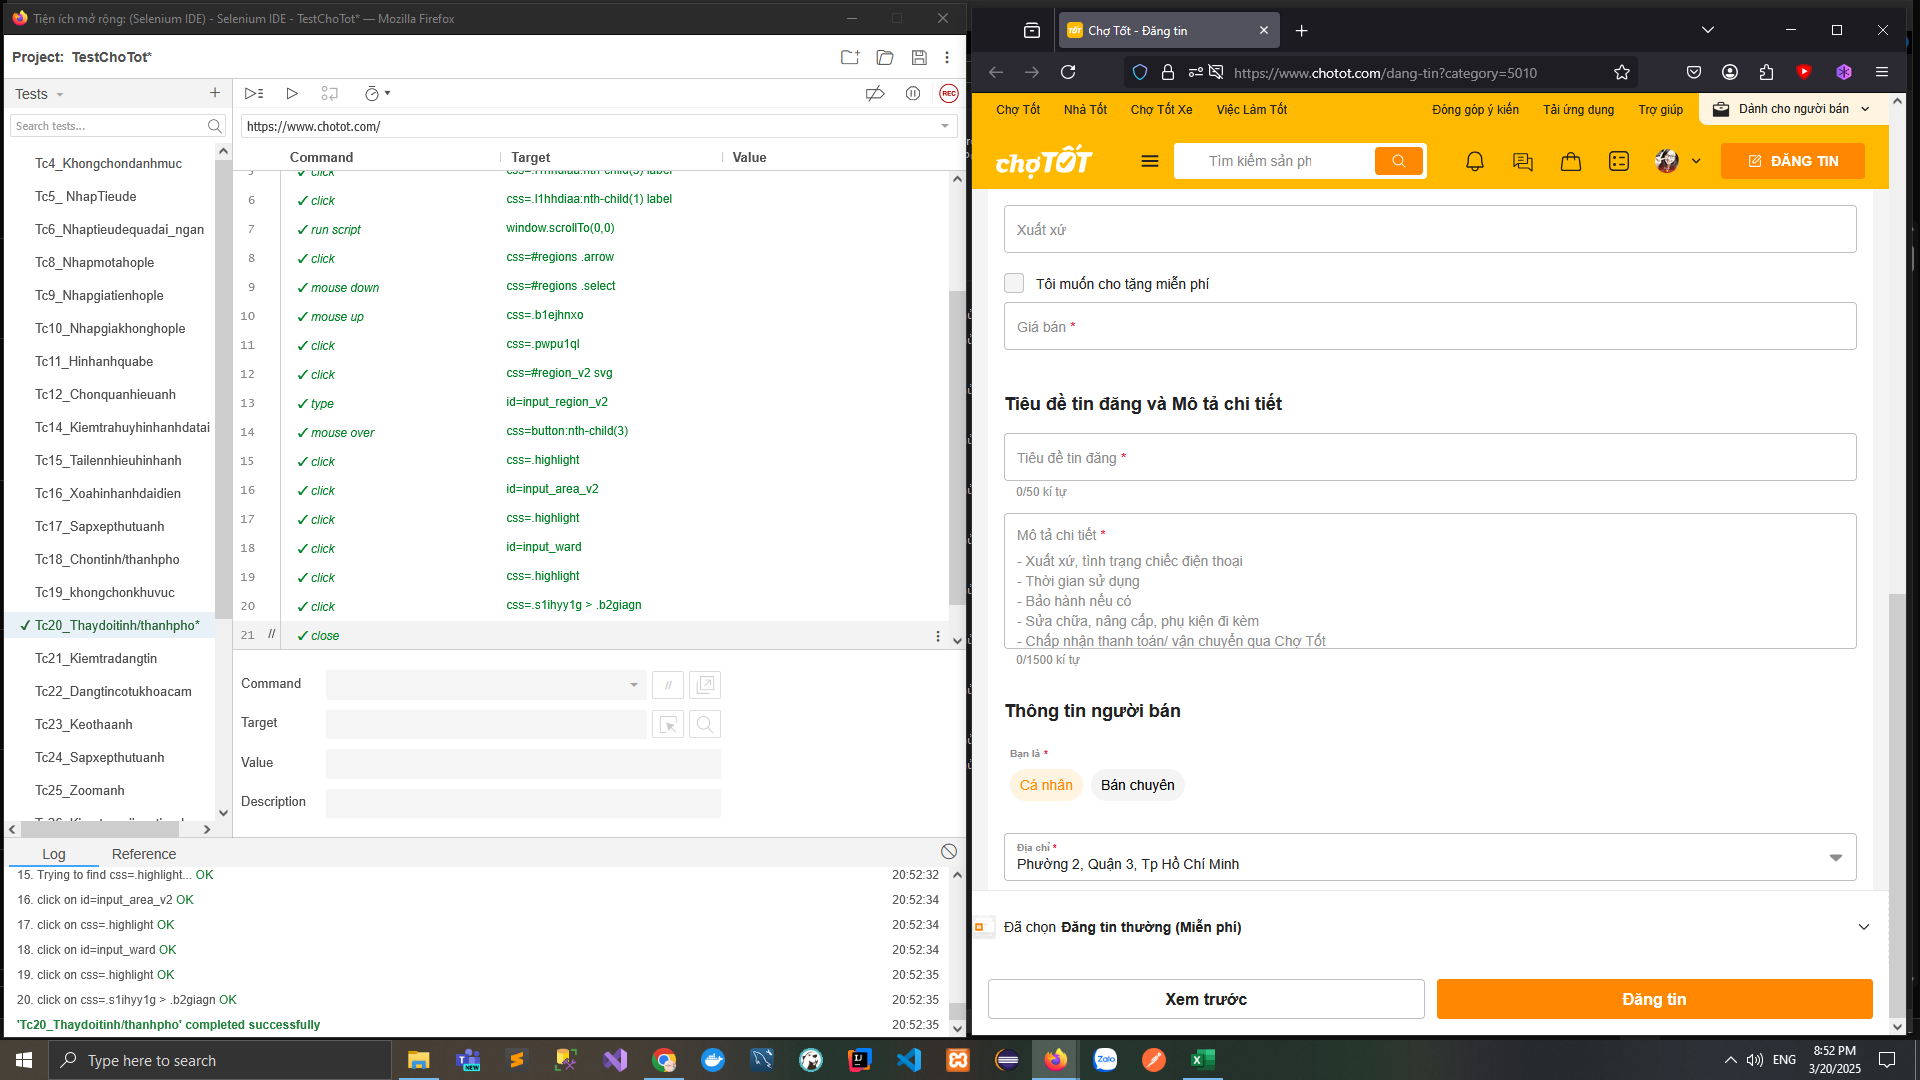 Tiện ích mở rộng: (Selenium IDE) - Selenium IDE - TestChoTot* — Mozilla Firefox
Project: TestChoTot*
Tests
Search tests...
Tc4_Khongchondanhmuc
Tc5_ NhapTieude
Tc6_Nhaptieudequadai_ngan
Tc8_Nhapmotahople
Tc9_Nhapgiatienhople
Tc10_Nhapgiakhonghople
Tc11_Hinhanhquabe
Tc12_Chonquanhieuanh
Tc14_Kiemtrahuyhinhanhdatai
Tc15_Tailennhieuhinhanh
Tc16_Xoahinhanhdaidien
Tc17_Sapxepthutuanh
Tc18_Chontinh/thanhpho
Tc19_khongchonkhuvuc
✓ Tc20_Thaydoitinh/thanhpho*
Tc21_Kiemtradangtin
Tc22_Dangtincotukhoacam
Tc23_Keothaanh
Tc24_Sapxepthutuanh
Tc25_Zoomanh
REC
https://www.chotot.com/
Command Target Value
5 ✓ click css=.l1hhdiaa:nth-child(3) label
6 ✓ click css=.l1hhdiaa:nth-child(1) label
7 ✓ run script window.scrollTo(0,0)
8 ✓ click css=#regions .arrow
9 ✓ mouse down css=#regions .select
10 ✓ mouse up css=.b1ejhnxo
11 ✓ click css=.pwpu1ql
12 ✓ click css=#region_v2 svg
13 ✓ type id=input_region_v2
14 ✓ mouse over css=button:nth-child(3)
15 ✓ click css=.highlight
16 ✓ click id=input_area_v2
17 ✓ click css=.highlight
18 ✓ click id=input_ward
19 ✓ click css=.highlight
20 ✓ click css=.s1ihyy1g > .b2giagn
21 // ✓ close
Command
//
Target
Value
Description
Log Reference
15. Trying to find css=.highlight... OK 20:52:32
16. click on id=input_area_v2 OK 20:52:34
17. click on css=.highlight OK 20:52:34
18. click on id=input_ward OK 20:52:34
19. click on css=.highlight OK 20:52:35
20. click on css=.s1ihyy1g > .b2giagn OK 20:52:35
'Tc20_Thaydoitinh/thanhpho' completed successfully 20:52:35
Chợ Tốt - Đăng tin
https://www.chotot.com/dang-tin?category=5010
Chợ Tốt Nhà Tốt Chợ Tốt Xe Việc Làm Tốt Đóng góp ý kiến Tải ứng dụng Trợ giúp Dành cho người bán
chợTỐT Tìm kiếm sản ph ĐĂNG TIN
Xuất xứ
Tôi muốn cho tặng miễn phí
Giá bán *
Tiêu đề tin đăng và Mô tả chi tiết
Tiêu đề tin đăng *
0/50 kí tự
Mô tả chi tiết *
- Xuất xứ, tình trạng chiếc điện thoại
- Thời gian sử dụng
- Bảo hành nếu có
- Sửa chữa, nâng cấp, phụ kiện đi kèm
- Chấp nhận thanh toán/ vận chuyển qua Chợ Tốt
0/1500 kí tự
Thông tin người bán
Bạn là *
Cá nhân Bán chuyên
Địa chỉ *
Phường 2, Quận 3, Tp Hồ Chí Minh
Đã chọn Đăng tin thường (Miễn phí)
Xem trước Đăng tin
Type here to search
NEW
Zalo
ENG
8:52 PM
3/20/2025